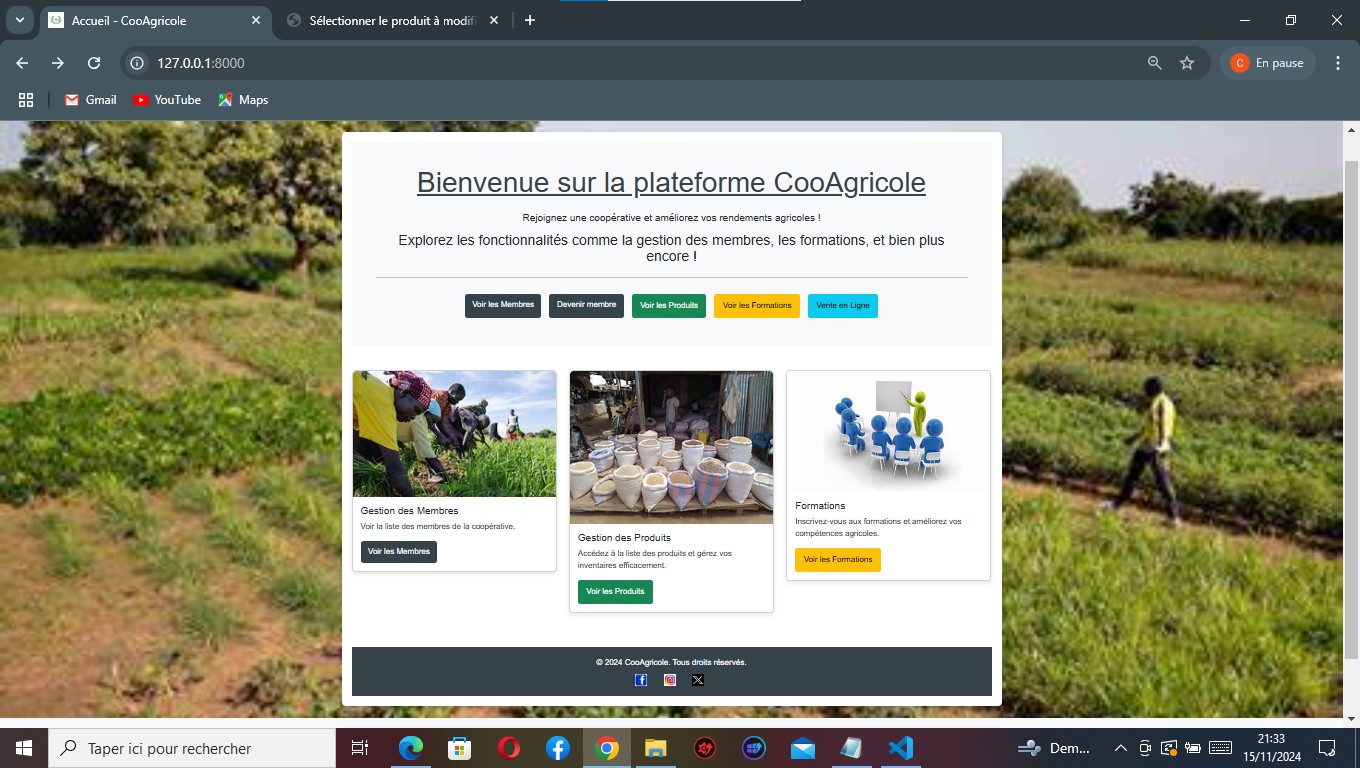 Accueil - CooAgricole
Sélectionner le produit à modifi
127.0.0.1:8000
C En pause
Gmail
YouTube
Maps
Bienvenue sur la plateforme CooAgricole
Rejoignez une coopérative et améliorez vos rendements agricoles !
Explorez les fonctionnalités comme la gestion des membres, les formations, et bien plus
encore !
Voir les Membres
Devenir membre
Voir les Produits
Voir les Formations
Vente en Ligne
Gestion des Membres
Voir la liste des membres de la coopérative.
Voir les Membres
Gestion des Produits
Accédez à la liste des produits et gérez vos
inventaires efficacement.
Voir les Produits
Formations
Inscrivez-vous aux formations et améliorez vos
compétences agricoles.
Voir les Formations
© 2024 CooAgricole. Tous droits réservés.
Taper ici pour rechercher
Dem...
21:33
15/11/2024